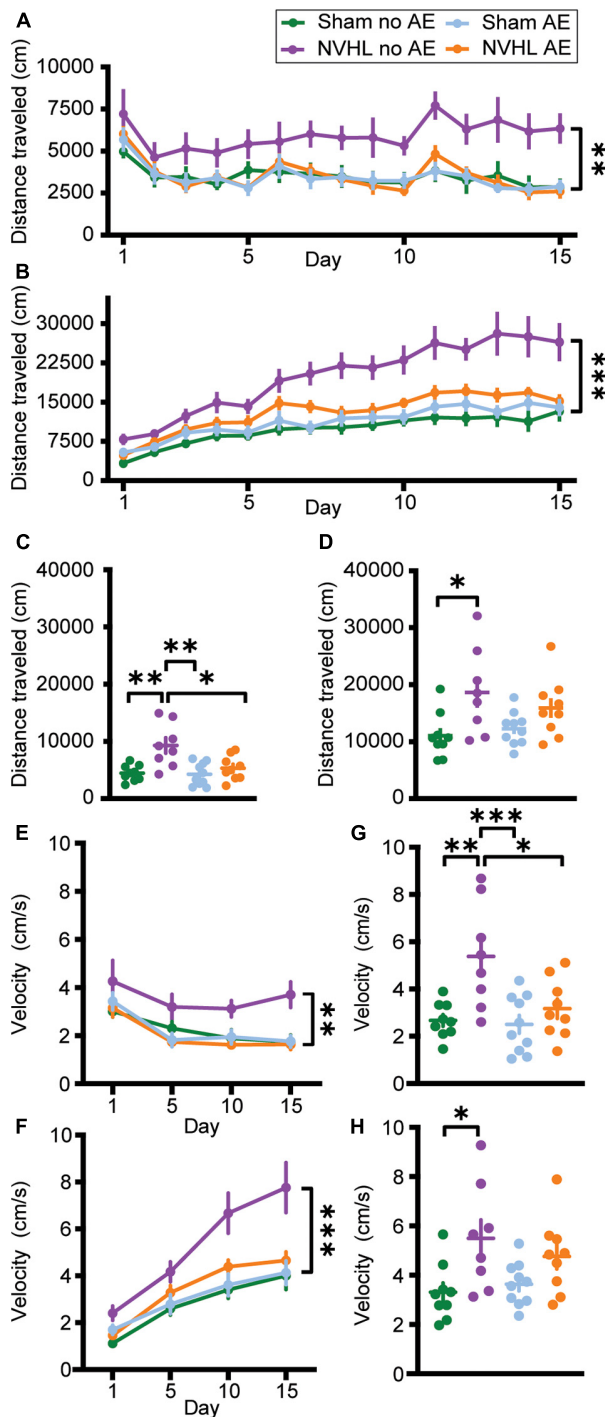 A
Sham no AE Sham AE
NVHL no AE NVHL AE
Distance traveled (cm)
10000
7500
5000
2500
0
1 5 10 15
Day
**
B
Distance traveled (cm)
30000
22500
15000
7500
0
1 5 10 15
Day
***
C
Distance traveled (cm)
40000
30000
20000
10000
0
** ** *
D
Distance traveled (cm)
40000
30000
20000
10000
0
*
E
Velocity (cm/s)
10
8
6
4
2
0
1 5 10 15
Day
**
G
Velocity (cm/s)
10
8
6
4
2
0
** *** *
F
Velocity (cm/s)
10
8
6
4
2
0
1 5 10 15
Day
***
H
Velocity (cm/s)
10
8
6
4
2
0
*